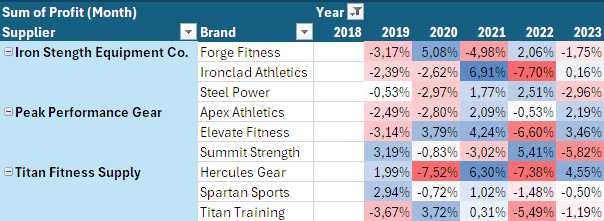 Sum of Profit (Month) Year
Supplier Brand 2018 2019 2020 2021 2022 2023
Iron Stength Equipment Co. Forge Fitness -3,17% 5,08% -4,98% 2,06% -1,75%
Ironclad Athletics -2,39% -2,62% 6,91% -7,70% 0,16%
Steel Power -0,53% -2,97% 1,77% 2,51% -2,96%
Peak Performance Gear Apex Athletics -2,49% -2,80% 2,09% -0,53% 2,19%
Elevate Fitness -3,14% 3,79% 4,24% -6,60% 3,46%
Summit Strength 3,19% -0,83% -3,02% 5,41% -5,82%
Titan Fitness Supply Hercules Gear 1,99% -7,52% 6,30% -7,38% 4,55%
Spartan Sports 2,94% -0,72% 1,02% -1,48% -0,50%
Titan Training -3,67% 3,72% 0,31% -5,49% -1,19%